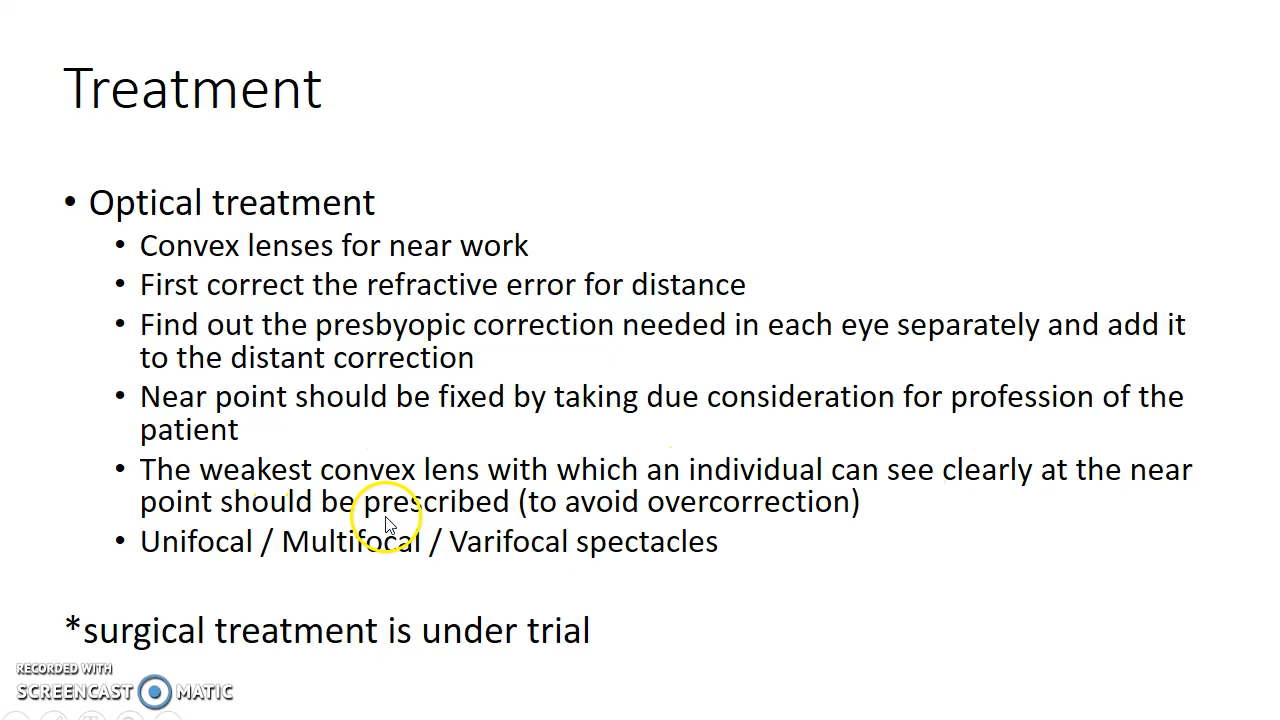 Treatment
• Optical treatment
• Convex lenses for near work
• First correct the refractive error for distance
• Find out the presbyopic correction needed in each eye separately and add it
to the distant correction
• Near point should be fixed by taking due consideration for profession of the
patient
• The weakest convex lens with which an individual can see clearly at the near
point should be prescribed (to avoid overcorrection)
• Unifocal / Multifocal / Varifocal spectacles
*surgical treatment is under trial
RECORDED WITH
SCREENCAST MATIC